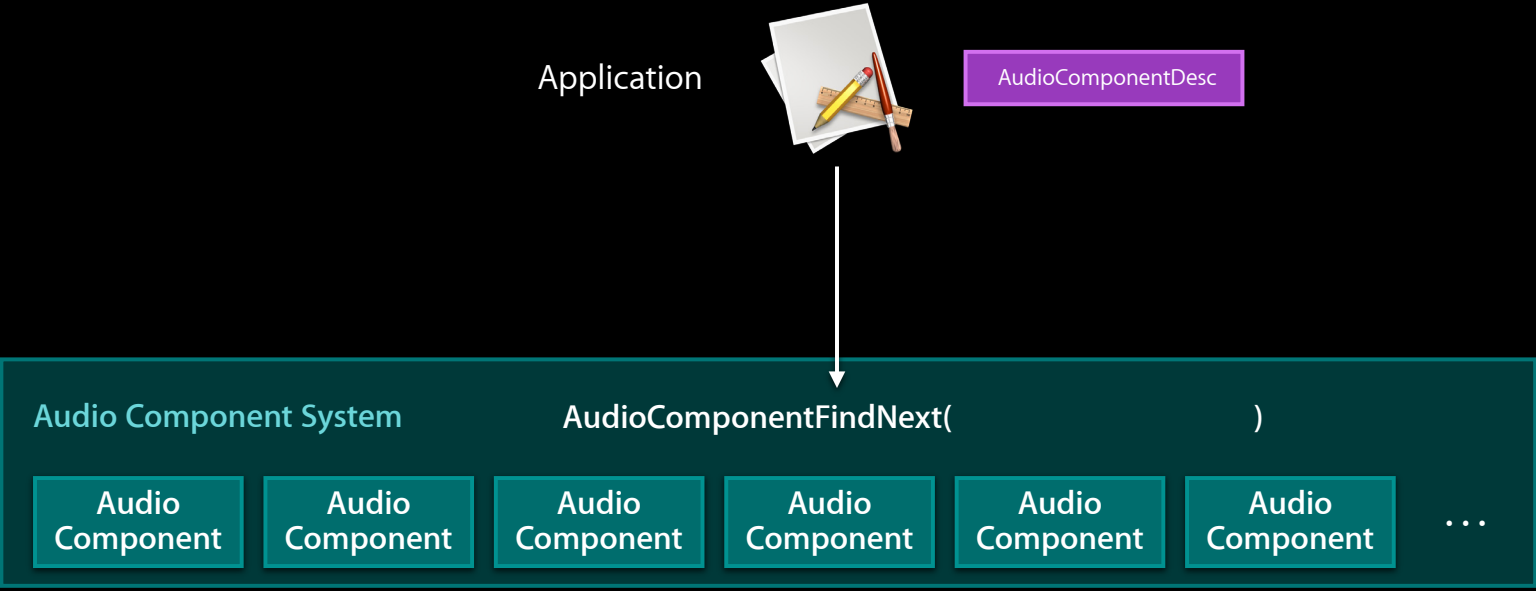 Application
AudioComponentDesc
Audio Component System
AudioComponentFindNext( )
Audio
Component
Audio
Component
Audio
Component
Audio
Component
Audio
Component
Audio
Component
...